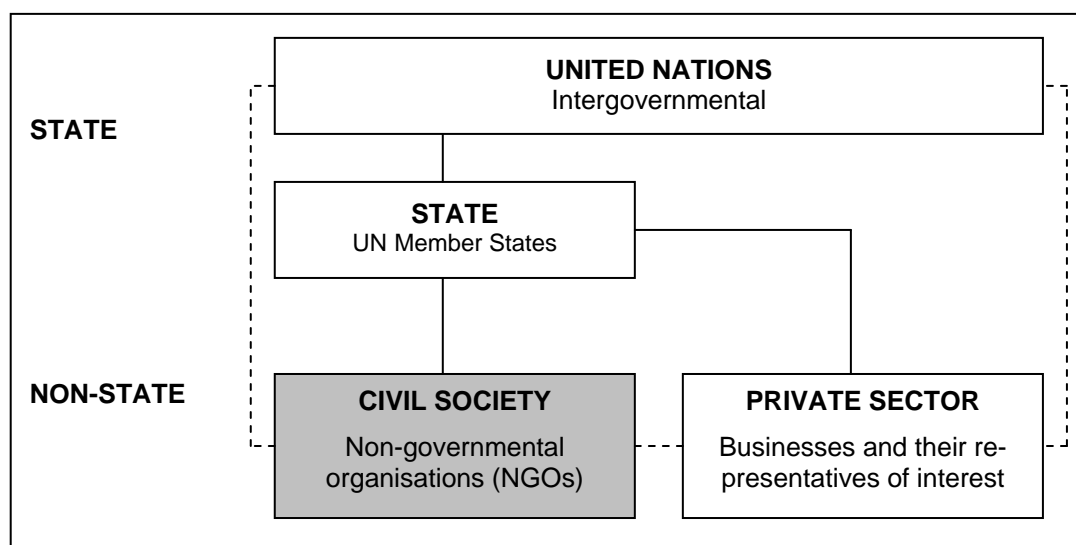 UNITED NATIONS
Intergovernmental
STATE
STATE
UN Member States
NON-STATE
CIVIL SOCIETY
Non-governmental
organisations (NGOs)
PRIVATE SECTOR
Businesses and their re-
presentatives of interest